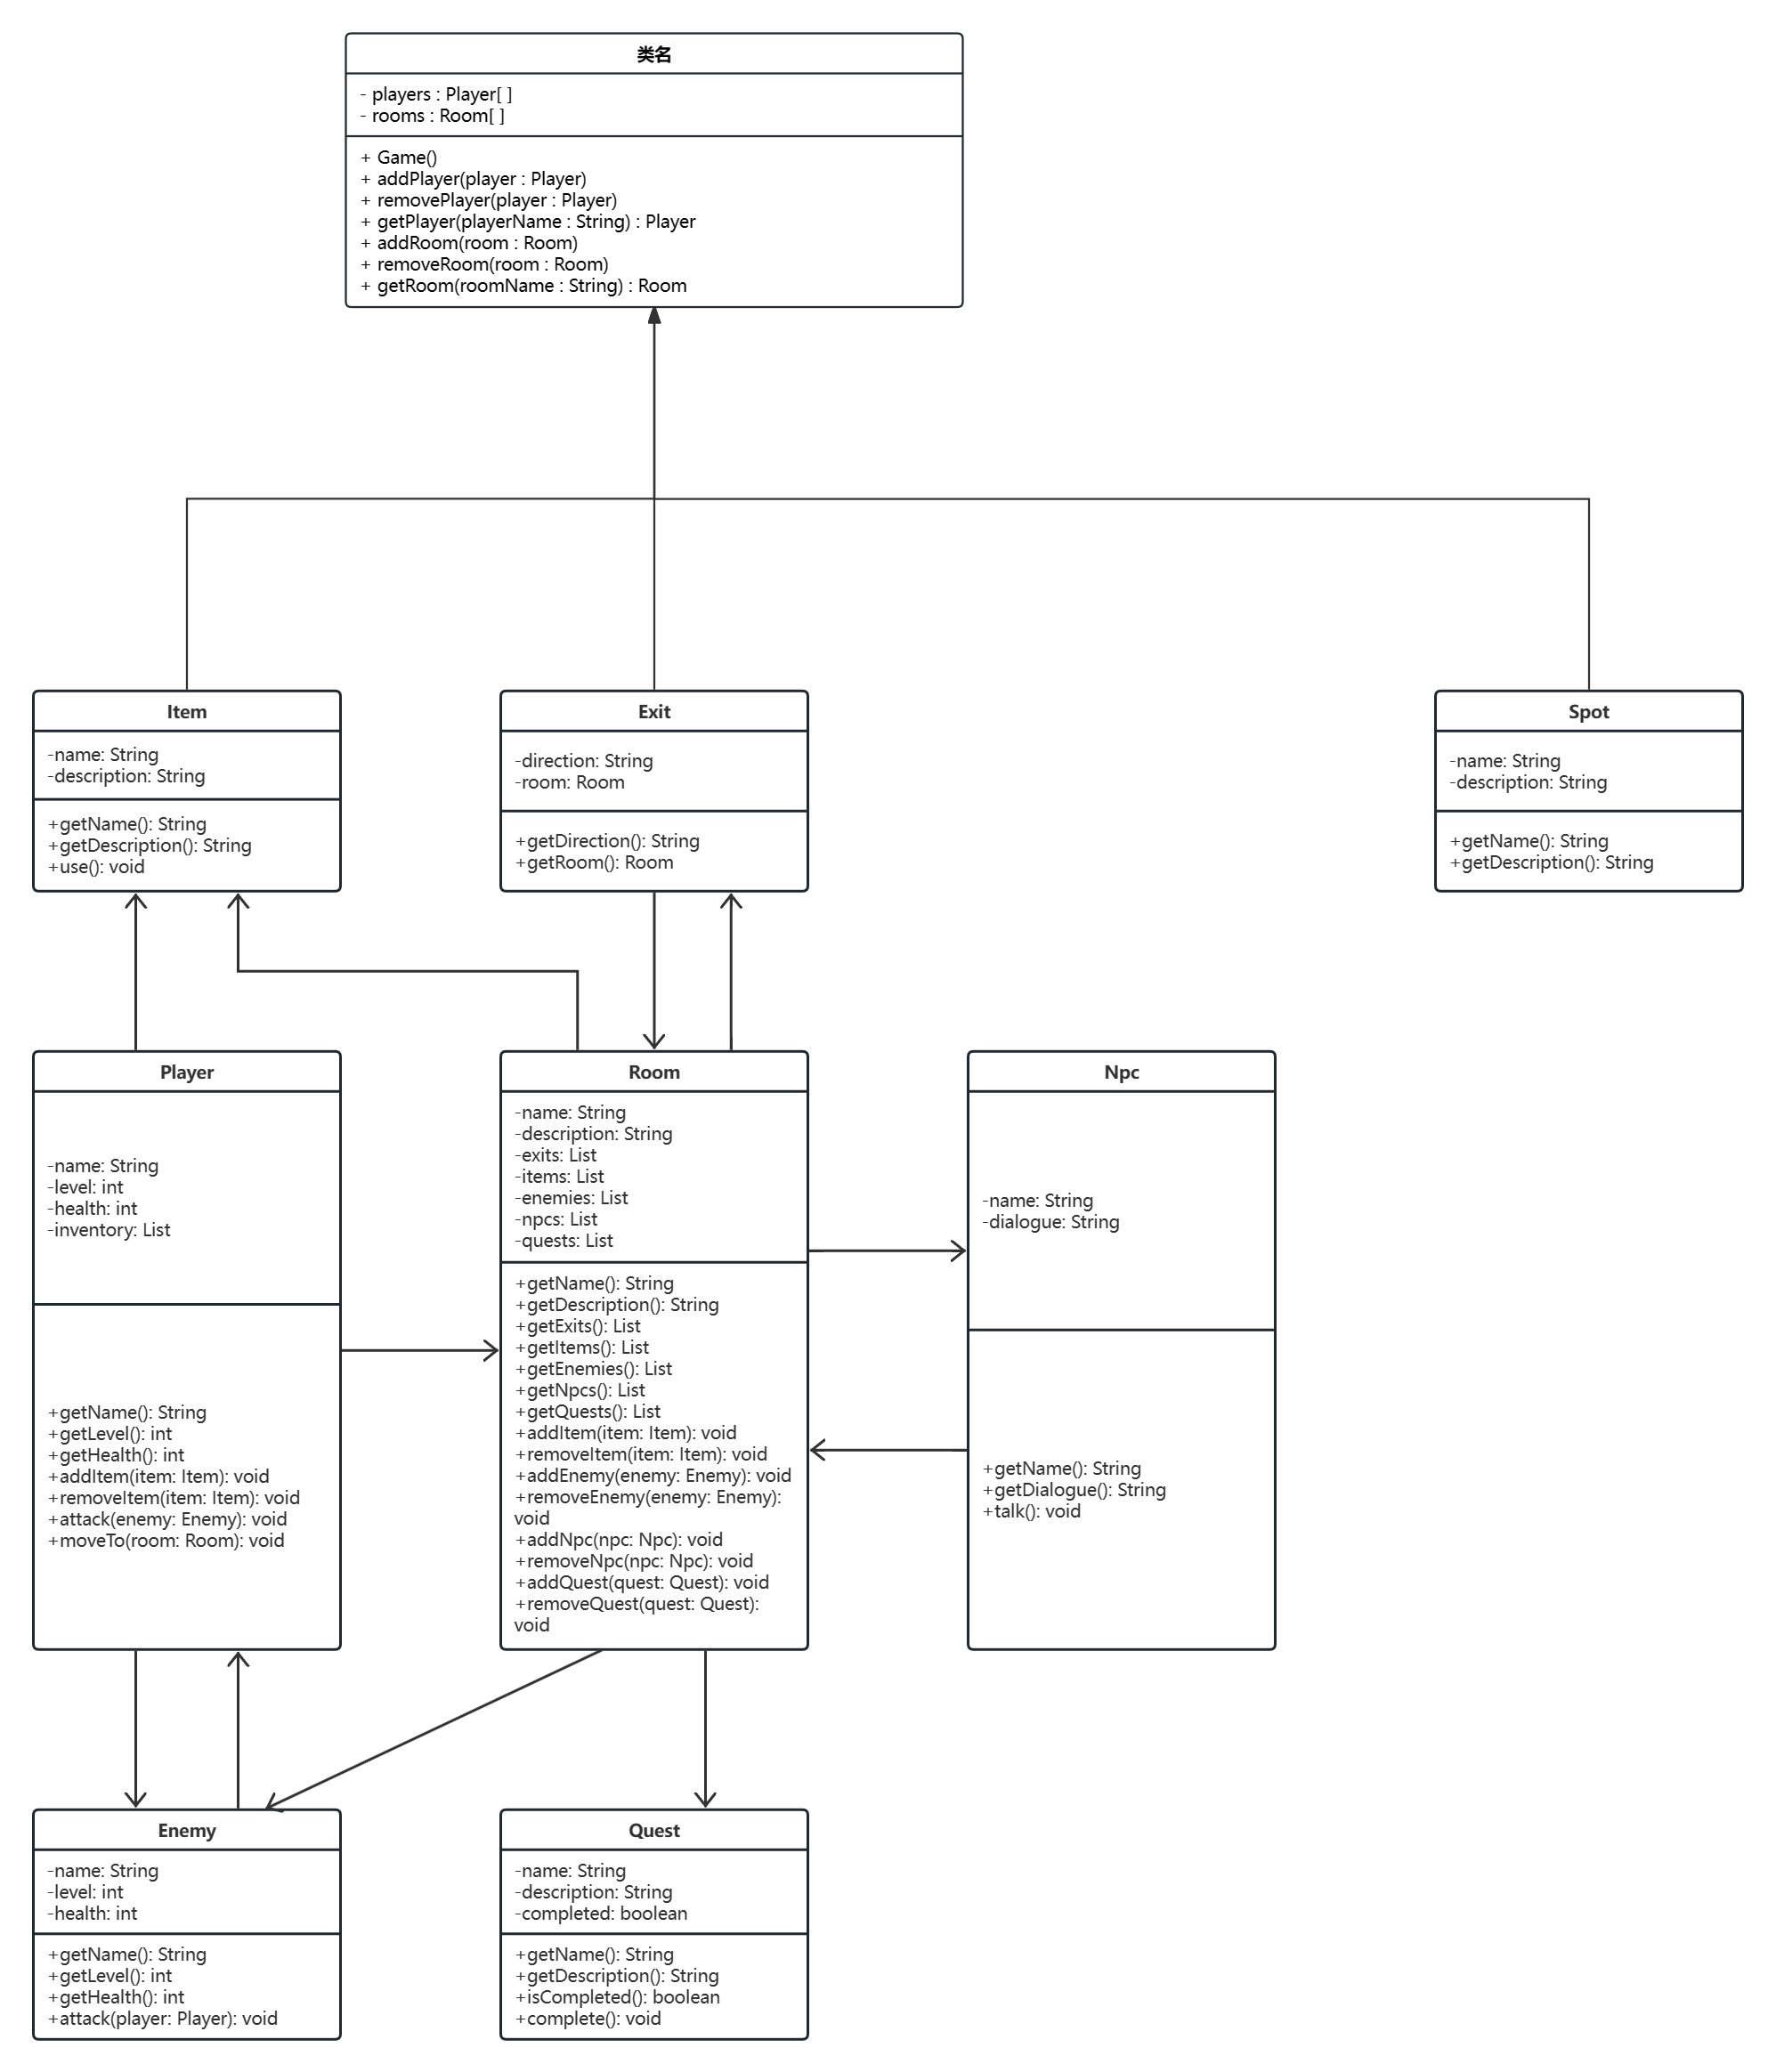 类名
- players : Player[ ]
- rooms : Room[ ]
+ Game()
+ addPlayer(player : Player)
+ removePlayer(player : Player)
+ getPlayer(playerName : String) : Player
+ addRoom(room : Room)
+ removeRoom(room : Room)
+ getRoom(roomName : String) : Room
Item
-name: String
-description: String
+getName(): String
+getDescription(): String
+use(): void
Exit
-direction: String
-room: Room
+getDirection(): String
+getRoom(): Room
Spot
-name: String
-description: String
+getName(): String
+getDescription(): String
Player
-name: String
-level: int
-health: int
-inventory: List
+getName(): String
+getLevel(): int
+getHealth(): int
+addItem(item: Item): void
+removeItem(item: Item): void
+attack(enemy: Enemy): void
+moveTo(room: Room): void
Room
-name: String
-description: String
-exits: List
-items: List
-enemies: List
-npcs: List
-quests: List
+getName(): String
+getDescription(): String
+getExits(): List
+getItems(): List
+getEnemies(): List
+getNpcs(): List
+getQuests(): List
+addItem(item: Item): void
+removeItem(item: Item): void
+addEnemy(enemy: Enemy): void
+removeEnemy(enemy: Enemy):
void
+addNpc(npc: Npc): void
+removeNpc(npc: Npc): void
+addQuest(quest: Quest): void
+removeQuest(quest: Quest):
void
Npc
-name: String
-dialogue: String
+getName(): String
+getDialogue(): String
+talk(): void
Enemy
-name: String
-level: int
-health: int
+getName(): String
+getLevel(): int
+getHealth(): int
+attack(player: Player): void
Quest
-name: String
-description: String
-completed: boolean
+getName(): String
+getDescription(): String
+isCompleted(): boolean
+complete(): void